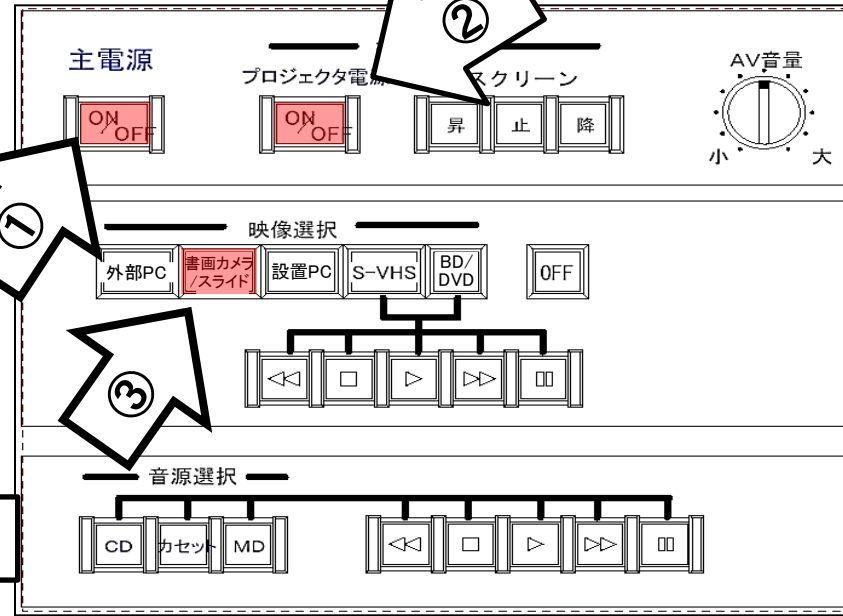 ②
主電源
プロジェクタ電源
スクリーン
AV音量
ON/OFF
ON/OFF
昇
止
降
小
大
①
映像選択
外部PC
書画カメラ
/スライド
設置PC
S-VHS
BD/
DVD
OFF
③
音源選択
CD
カセット
MD